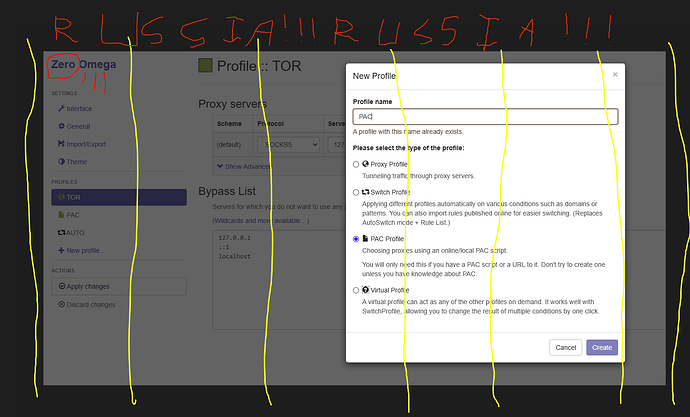 RUSSIA!!!RUSSIA!!!
Zero Omega
!!!
SETTINGS
Interface
General
Import/Export
Theme
PROFILES
TOR
PAC
AUTO
New profile
ACTIONS
Apply changes
Discard changes
Profile :: TOR
Proxy servers
Scheme Protocol Server
(default) SOCKS5 127.
Show Advanced
Bypass List
Servers for which you do not want to use any
(Wildcards and more available…)
127.0.0.1
::1
localhost
New Profile
×
Profile name
PAC
A profile with this name already exists.
Please select the type of the profile:
Proxy Profile
Tunneling traffic through proxy servers.
Switch Profile
Applying different profiles automatically on various conditions such as domains or
patterns. You can also import rules published online for easier switching. (Replaces
AutoSwitch mode + Rule List.)
PAC Profile
Choosing proxies using an online/local PAC script.
You will only need this if you have a PAC script or a URL to it. Don't try to create one
unless you have knowledge about PAC.
Virtual Profile
A virtual profile can act as any of the other profiles on demand. It works well with
SwitchProfile, allowing you to change the result of multiple conditions by one click.
Cancel Create